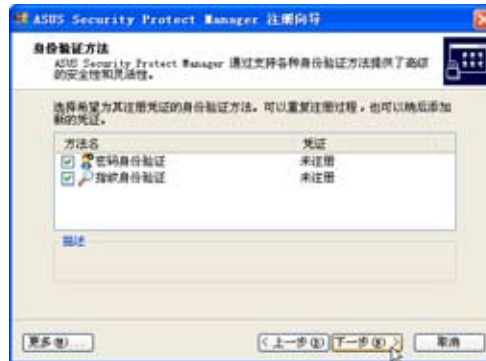 ASUS Security Protect Manager 注册向导
身份验证方法
ASUS Security Protect Manager 通过支持各种身份验证方法提供了高级
的安全性和灵活性。
选择希望为其注册凭证的身份验证方法。可以重复注册过程，也可以稍后添加
新的凭证。
方法名 凭证
密码身份验证 未注册
指纹身份验证 未注册
描述
更多(M)... <上一步(B) 下一步(N)> 取消